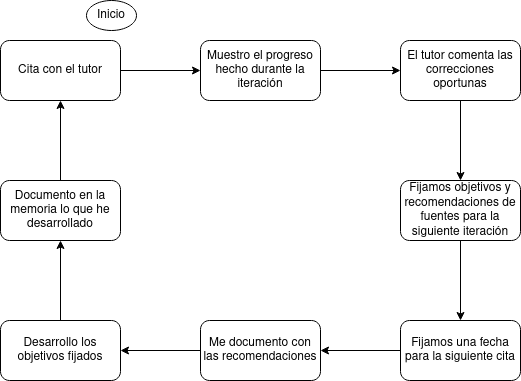 Inicio
Cita con el tutor
Muestro el progreso
hecho durante la
iteración
El tutor comenta las
correcciones
oportunas
Fijamos objetivos y
recomendaciones de
fuentes para la
siguiente iteración
Fijamos una fecha
para la siguiente cita
Me documento con
las recomendaciones
Desarrollo los
objetivos fijados
Documento en la
memoria lo que he
desarrollado